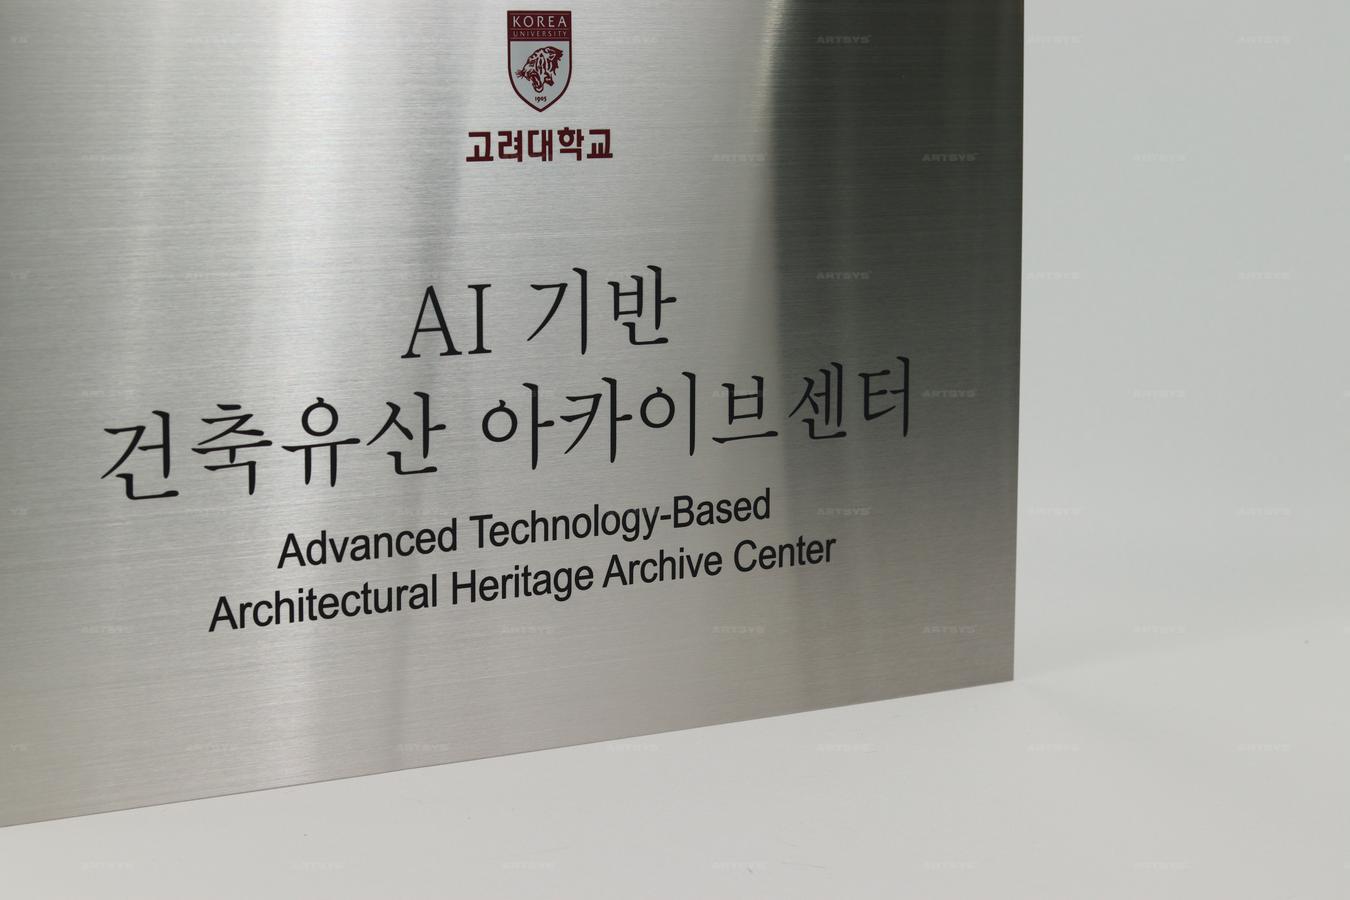 KOREA
UNIVERSITY
1905
고려대학교
AI 기반
건축유산 아카이브센터
Advanced Technology-Based
Architectural Heritage Archive Center
ARTSYS